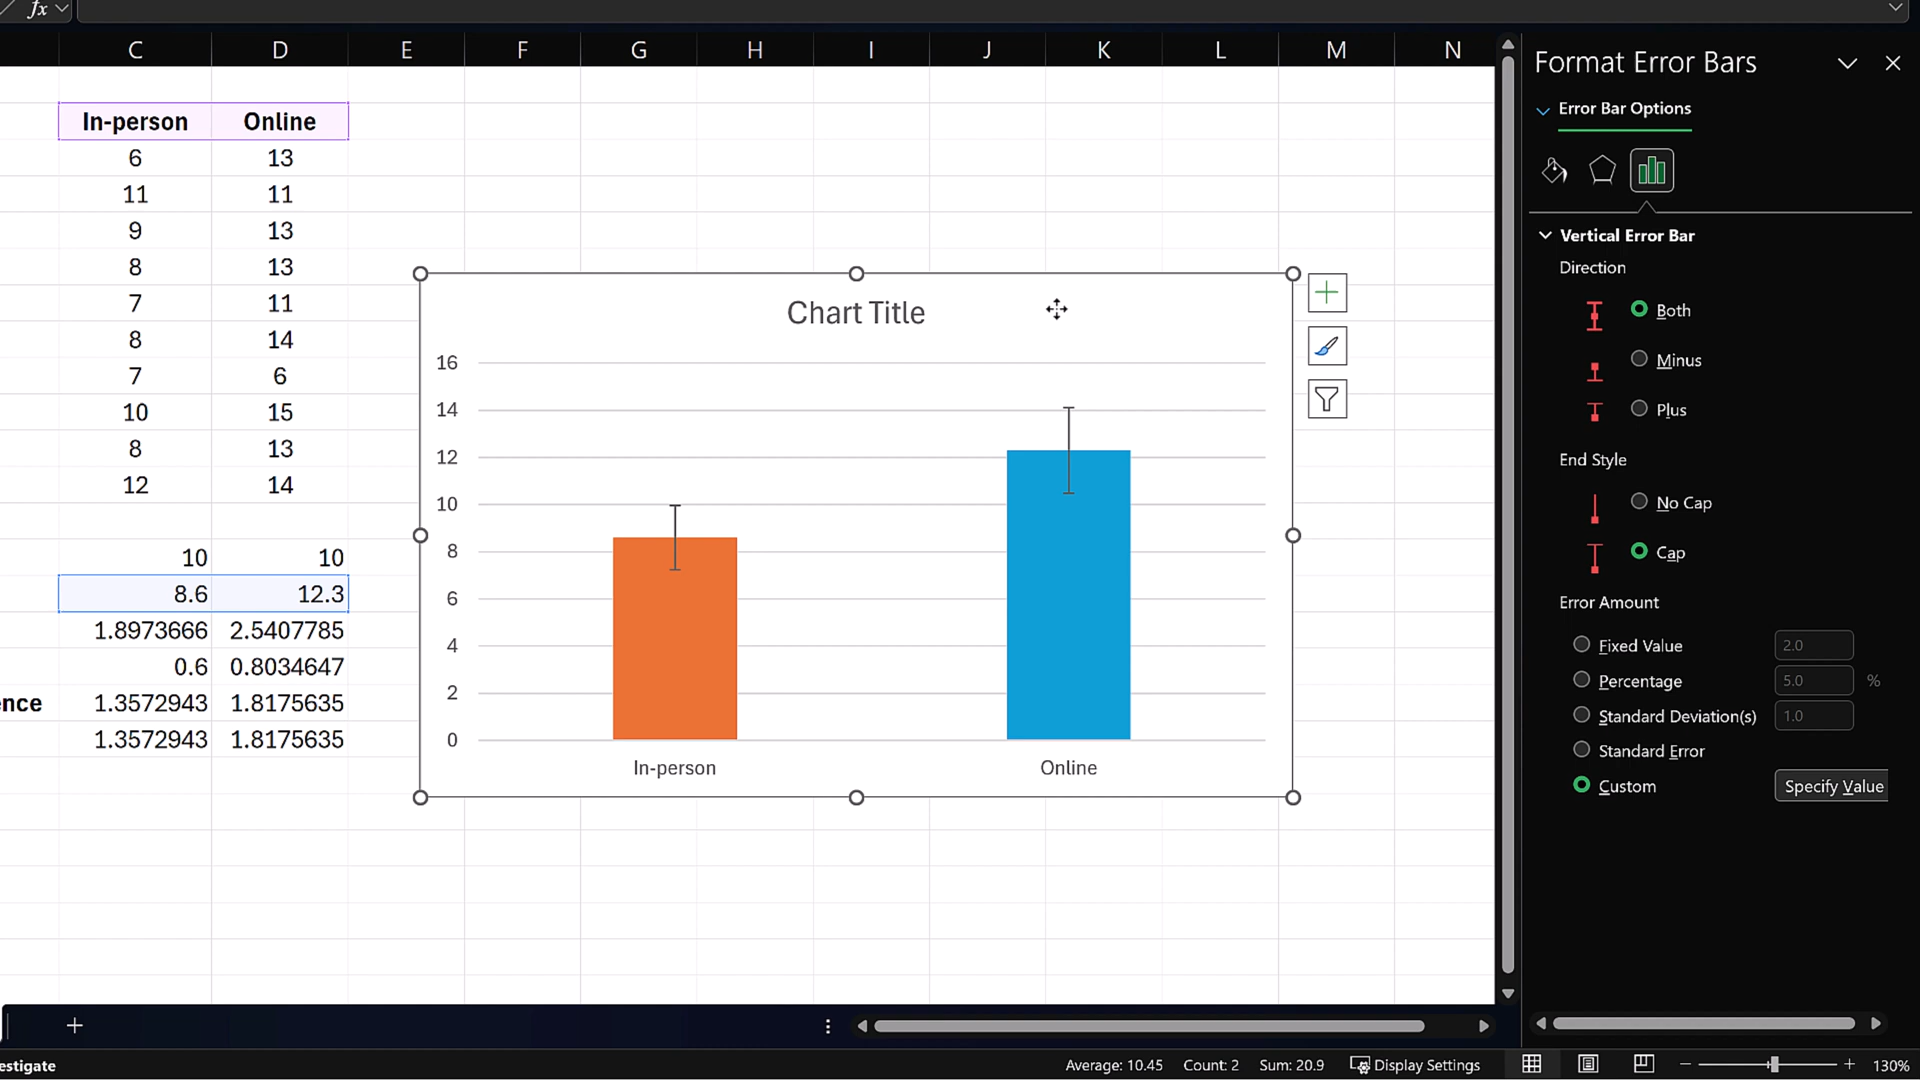 fx
C D E F G H I J K L M N
In-person Online
6 13
11 11
9 13
8 13
7 11
8 14
7 6
10 15
8 13
12 14
10 10
8.6 12.3
1.8973666 2.5407785
0.6 0.8034647
ence 1.3572943 1.8175635
1.3572943 1.8175635
Chart Title
16
14
12
10
8
6
4
2
0
In-person Online
Format Error Bars
Error Bar Options
Vertical Error Bar
Direction
Both
Minus
Plus
End Style
No Cap
Cap
Error Amount
Fixed Value 2.0
Percentage 5.0 %
Standard Deviation(s) 1.0
Standard Error
Custom Specify Value
estigate Average: 10.45 Count: 2 Sum: 20.9 Display Settings 130%